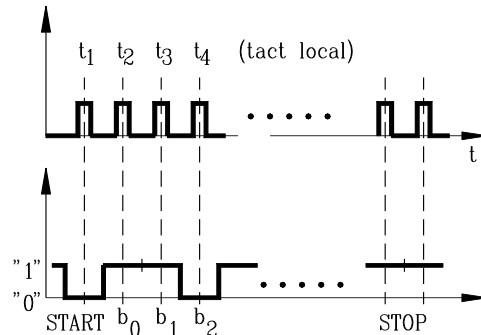 t1 t2 t3 t4 (tact local)
t
"1"
"0"
START b0 b1 b2 STOP